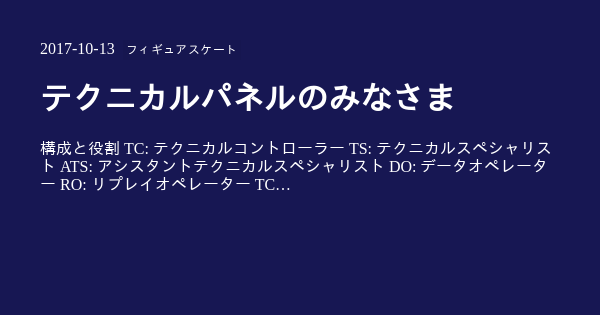 2017-10-13 フィギュアスケート
テクニカルパネルのみなさま
構成と役割 TC: テクニカルコントローラー TS: テクニカルスペシャリス
ト ATS: アシスタントテクニカルスペシャリスト DO: データオペレータ
ー RO: リプレイオペレーター TC…